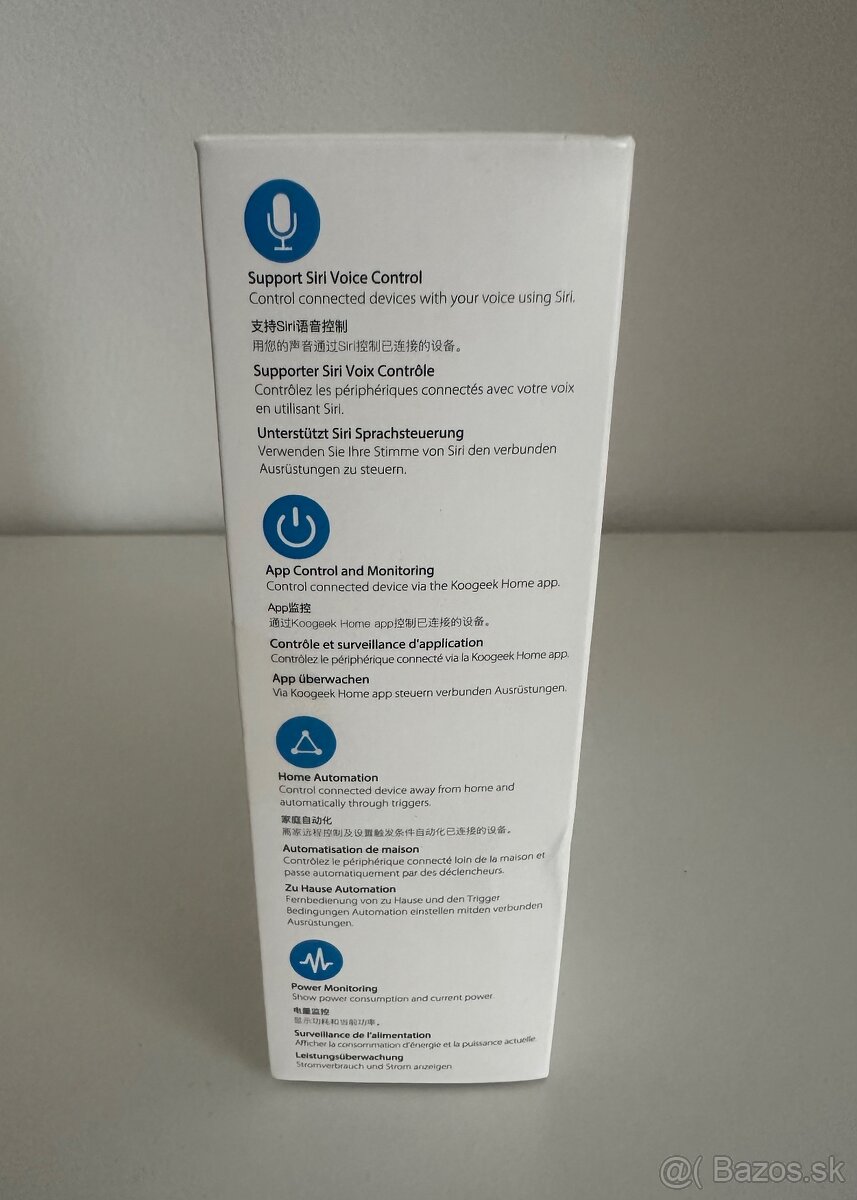 Support Siri Voice Control
Control connected devices with your voice using Siri.
支持Siri语音控制
用您的声音通过Siri控制已连接的设备。
Supporter Siri Voix Contrôle
Contrôlez les périphériques connectés avec votre voix
en utilisant Siri.
Unterstützt Siri Sprachsteuerung
Verwenden Sie Ihre Stimme von Siri den verbunden
Ausrüstungen zu steuern.
App Control and Monitoring
Control connected device via the Koogeek Home app.
App监控
通过Koogeek Home app控制已连接的设备。
Contrôle et surveillance d'application
Contrôlez le périphérique connecté via la Koogeek Home app.
App überwachen
Via Koogeek Home app steuern verbunden Ausrüstungen.
Home Automation
Control connected device away from home and
automatically through triggers.
家庭自动化
离家远程控制及设置触发条件自动化已连接的设备。
Automatisation de maison
Contrôlez le périphérique connecté loin de la maison et
passe automatiquement par des déclencheurs.
Zu Hause Automation
Fernbedienung von zu Hause und den Trigger
Bedingungen Automation einstellen mitden verbunden
Ausrüstungen.
Power Monitoring
Show power consumption and current power.
电量监控
显示功耗和当前功率。
Surveillance de l'alimentation
Afficher la consommation d'énergie et la puissance actuelle.
Leistungsüberwachung
Stromverbrauch und Strom anzeigen.
@( Bazos.sk